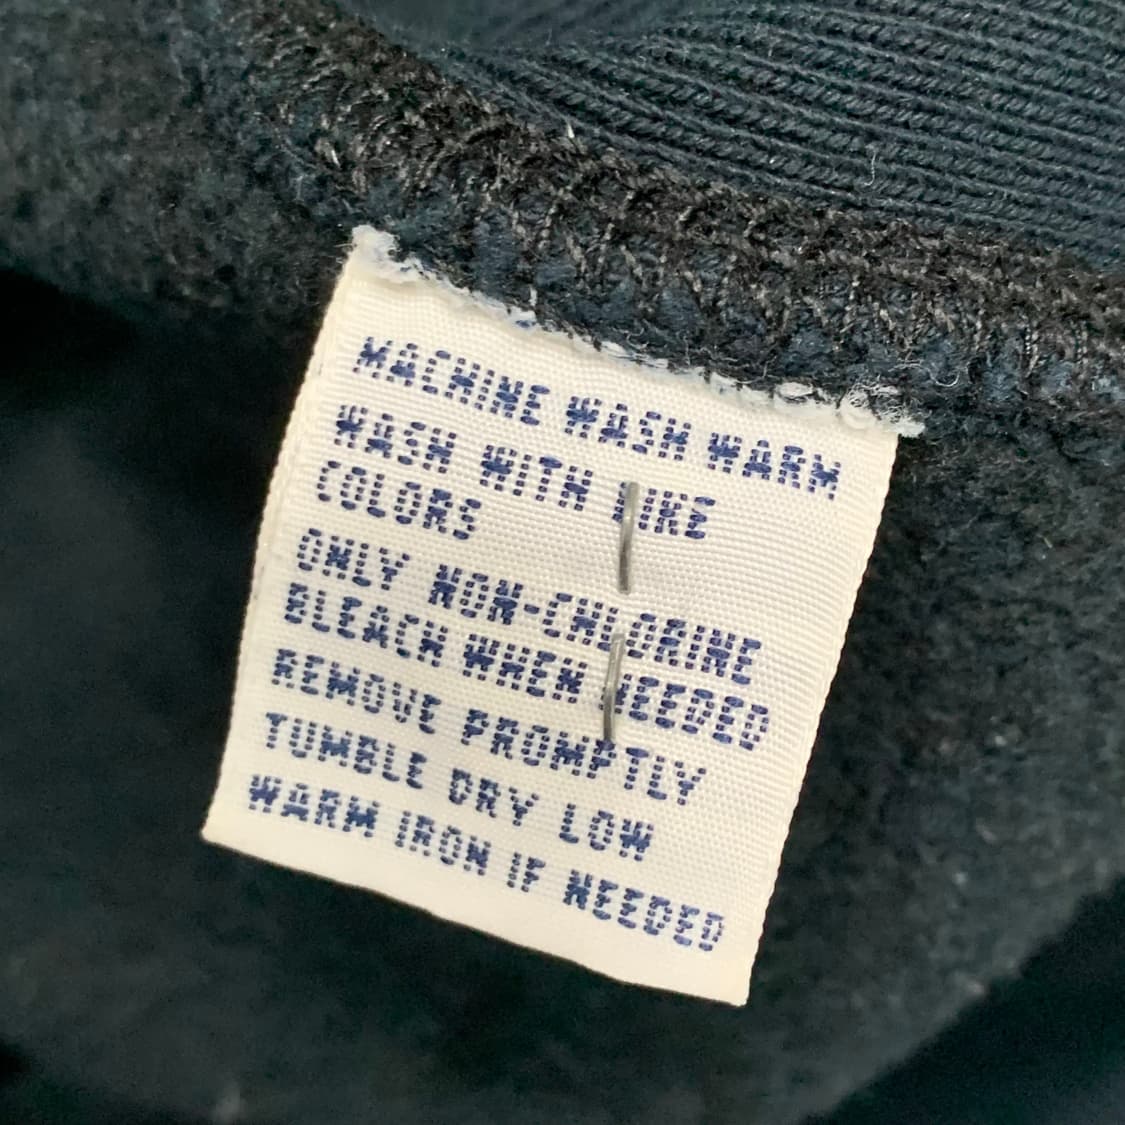 MACHINE WASH WARM
WASH WITH LIKE
COLORS
ONLY NON-CHLORINE
BLEACH WHEN NEEDED
REMOVE PROMPTLY
TUMBLE DRY LOW
WARM IRON IF NEEDED